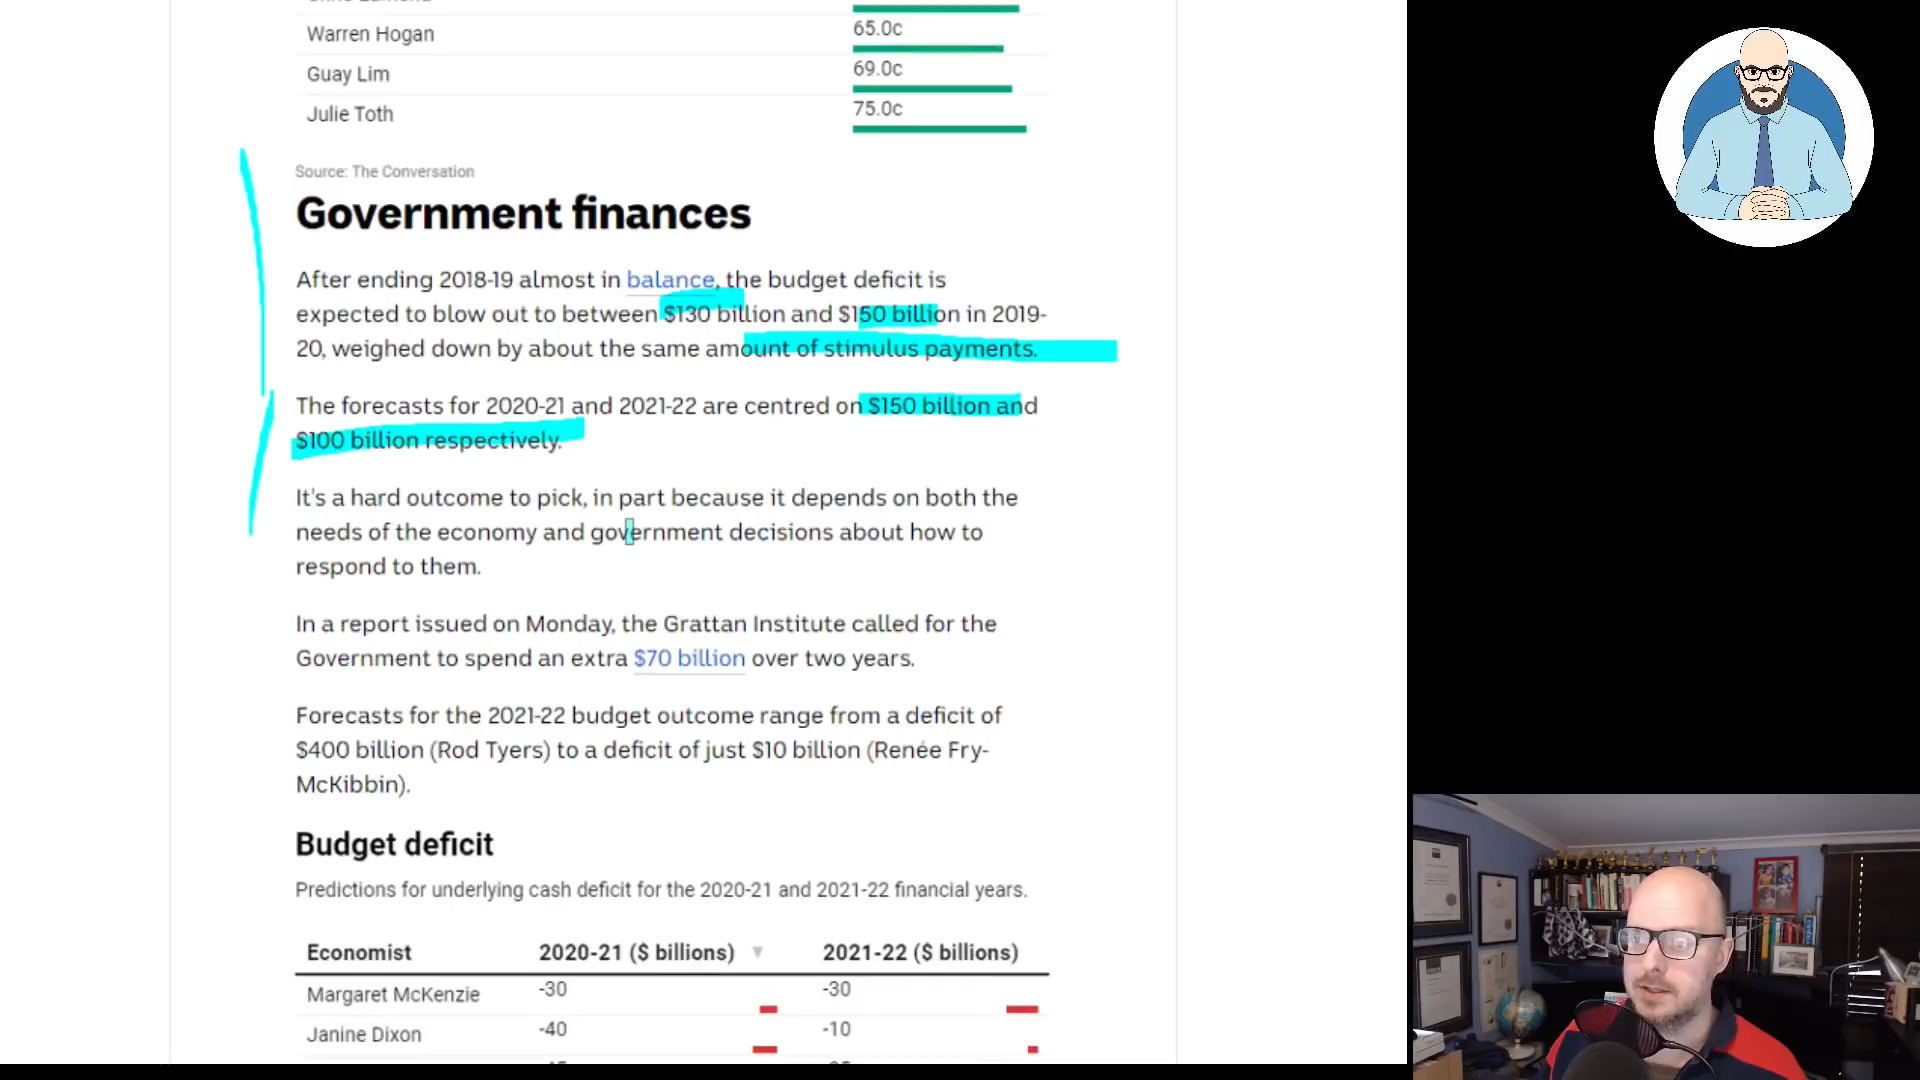 Warren Hogan 65.0c
Guay Lim 69.0c
Julie Toth 75.0c
Source: The Conversation
Government finances
After ending 2018-19 almost in balance, the budget deficit is
expected to blow out to between $130 billion and $150 billion in 2019-
20, weighed down by about the same amount of stimulus payments.
The forecasts for 2020-21 and 2021-22 are centred on $150 billion and
$100 billion respectively.
It's a hard outcome to pick, in part because it depends on both the
needs of the economy and government decisions about how to
respond to them.
In a report issued on Monday, the Grattan Institute called for the
Government to spend an extra $70 billion over two years.
Forecasts for the 2021-22 budget outcome range from a deficit of
$400 billion (Rod Tyers) to a deficit of just $10 billion (Renée Fry-
McKibbin).
Budget deficit
Predictions for underlying cash deficit for the 2020-21 and 2021-22 financial years.
Economist 2020-21 ($ billions) ▼ 2021-22 ($ billions)
Margaret McKenzie -30 -30
Janine Dixon -40 -10